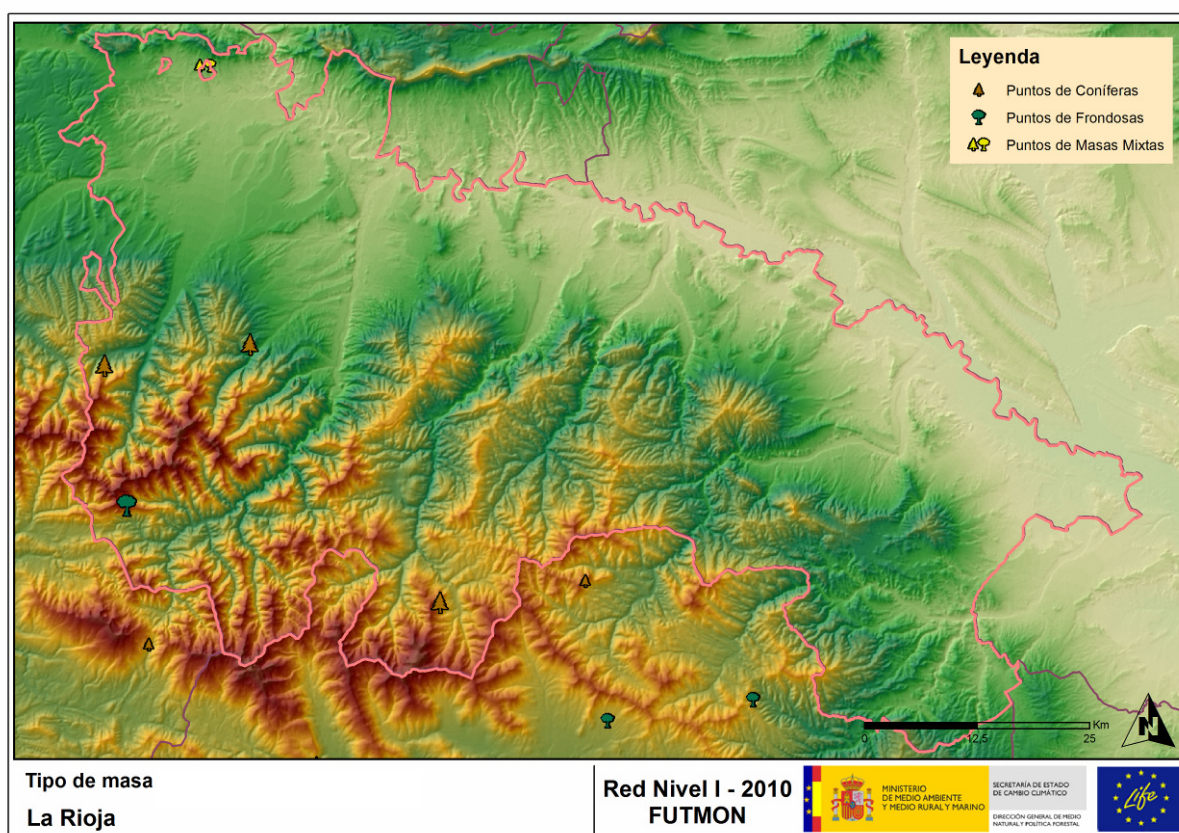 Leyenda
Puntos de Coníferas
Puntos de Frondosas
Puntos de Masas Mixtas
Km
0
12,5
25
N
Tipo de masa
La Rioja
Red Nivel I - 2010
FUTMON
MINISTERIO
DE MEDIO AMBIENTE
Y MEDIO RURAL Y MARINO
SECRETARÍA DE ESTADO
DE CAMBIO CLIMÁTICO
DIRECCIÓN GENERAL DE MEDIO
NATURAL Y POLÍTICA FORESTAL
Life